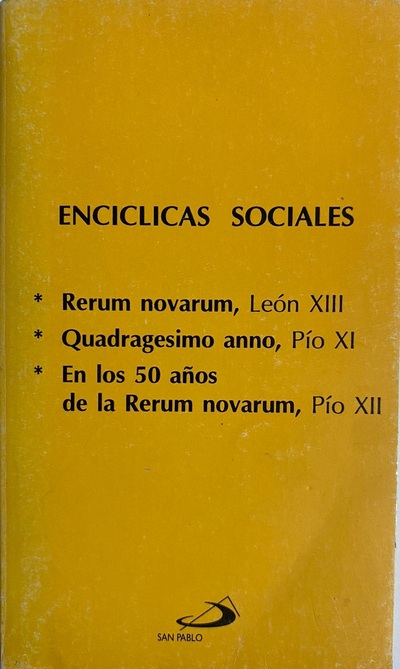 ENCICLICAS SOCIALES
* Rerum novarum, León XIII
* Quadragesimo anno, Pío XI
* En los 50 años
de la Rerum novarum, Pío XII
SAN PABLO